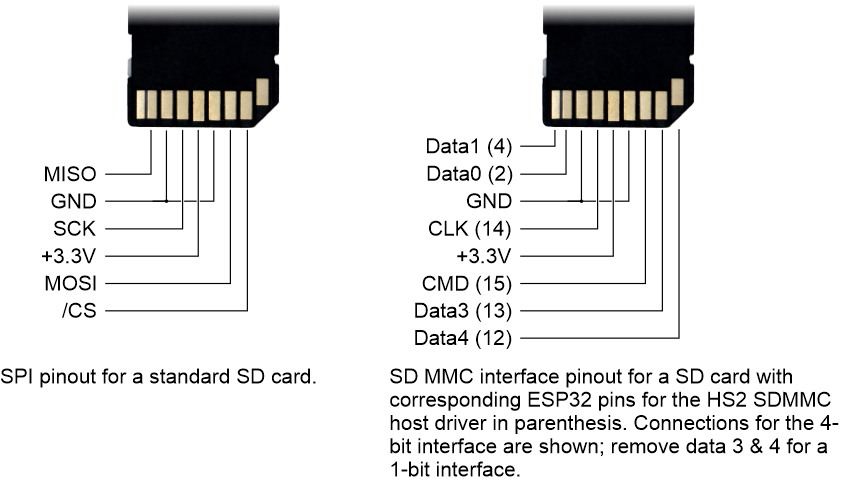 MISO
GND
SCK
+3.3V
MOSI
/CS
SPI pinout for a standard SD card.
Data1 (4)
Data0 (2)
GND
CLK (14)
+3.3V
CMD (15)
Data3 (13)
Data4 (12)
SD MMC interface pinout for a SD card with
corresponding ESP32 pins for the HS2 SDMMC
host driver in parenthesis. Connections for the 4-
bit interface are shown; remove data 3 & 4 for a
1-bit interface.